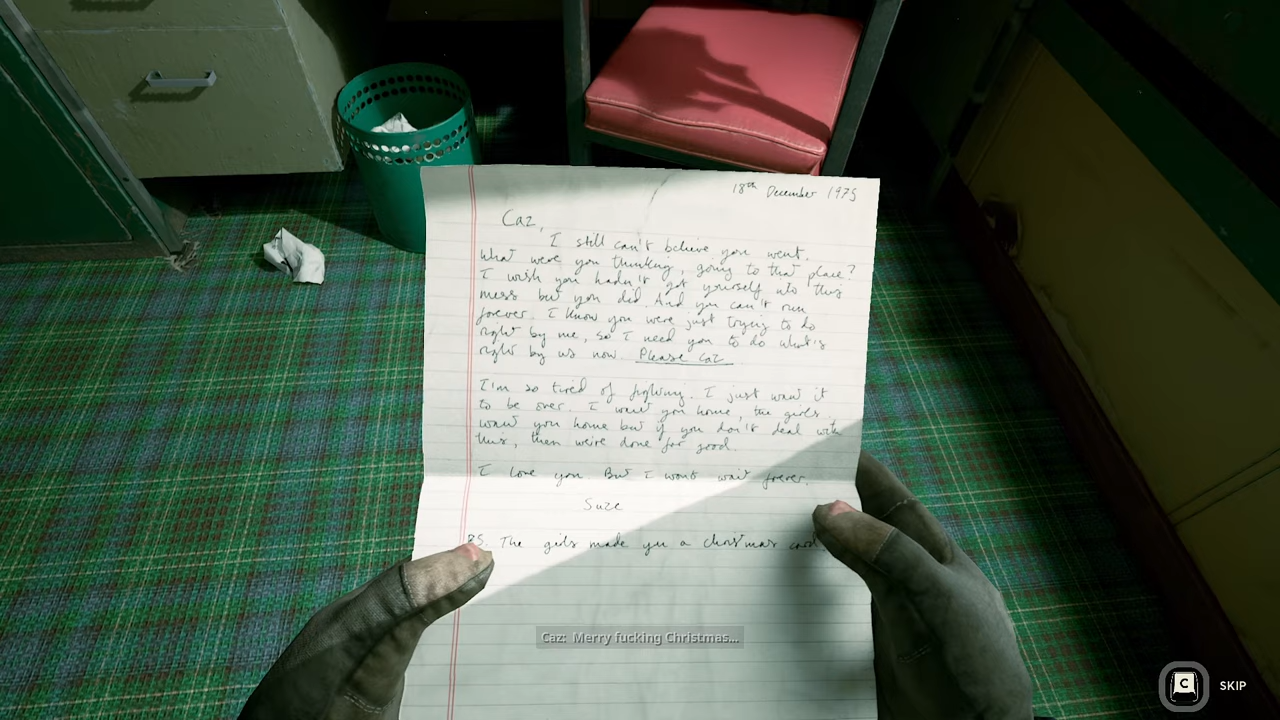 18th December 1975
Caz,
I still can't believe you went.
What were you thinking, going to that place?
I wish you hadn't got yourself into this
mess but you did. And you can't run
forever. I know you were just trying to do
right by me, so I need you to do what's
right by us now. Please Caz
I'm so tired of fighting. I just want it
to be over. I want you home, the girls
want you home but if you don't deal with
this, then we're done for good.
I love you. But I won't wait forever.
Suze
PS. The girls made you a christmas card
Caz: Merry fucking Christmas...
C SKIP